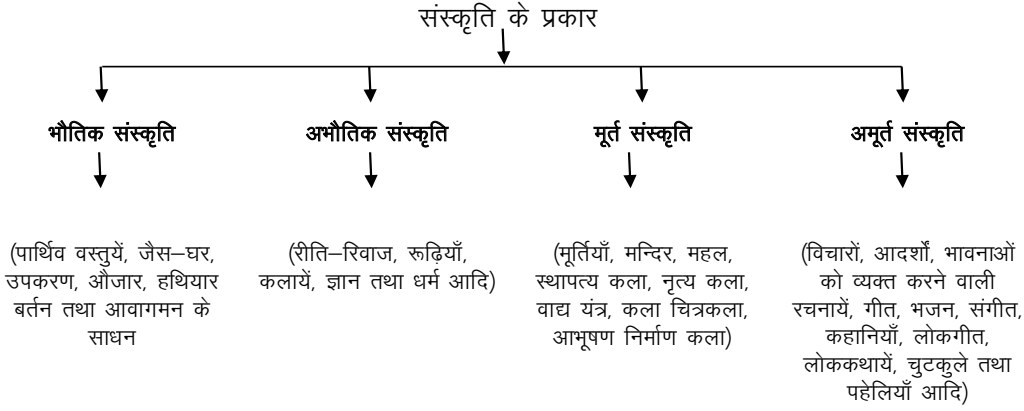 संस्कृति के प्रकार
भौतिक संस्कृति
अभौतिक संस्कृति
मूर्त संस्कृति
अमूर्त संस्कृति
(पार्थिव वस्तुयें, जैस–घर,
उपकरण, औजार, हथियार
बर्तन तथा आवागमन के
साधन
(रीति–रिवाज, रूढ़ियाँ,
कलायें, ज्ञान तथा धर्म आदि)
(मूर्तियाँ, मन्दिर, महल,
स्थापत्य कला, नृत्य कला,
वाद्य यंत्र, कला चित्रकला,
आभूषण निर्माण कला)
(विचारों, आदर्शों, भावनाओं
को व्यक्त करने वाली
रचनायें, गीत, भजन, संगीत,
कहानियाँ, लोकगीत,
लोककथायें, चुटकुले तथा
पहेलियाँ आदि)